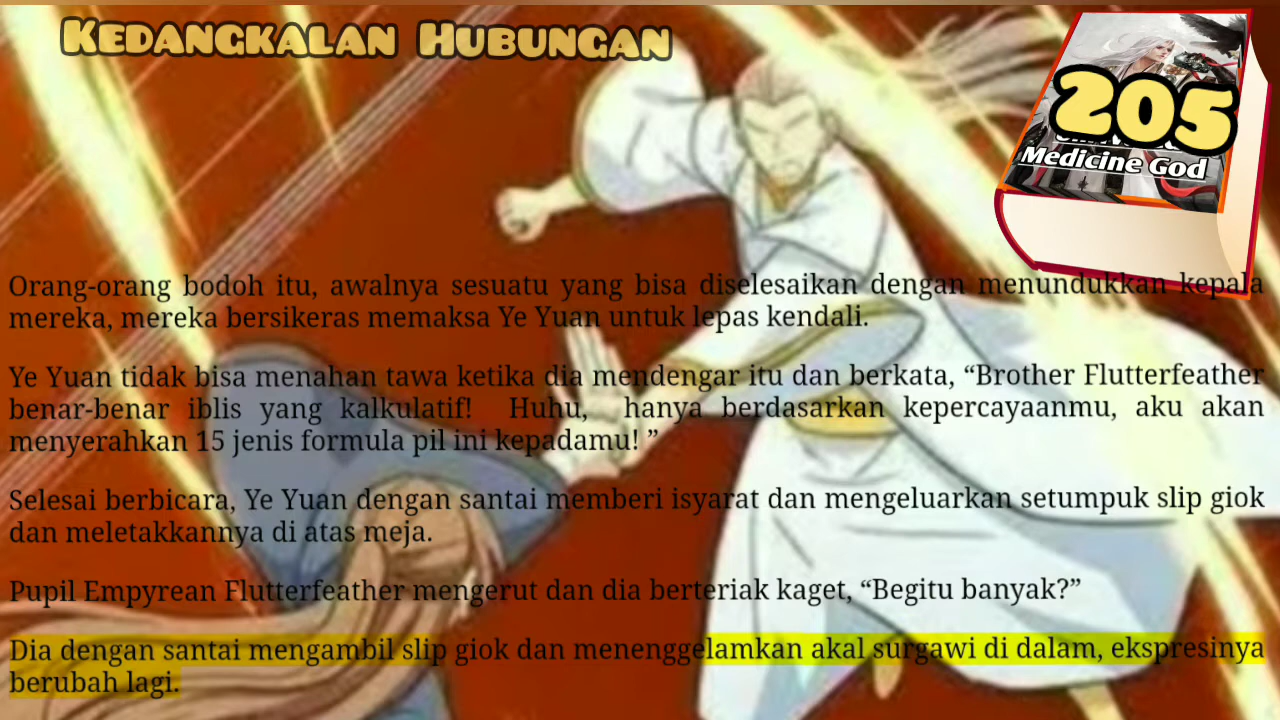 Kedangkalan Hubungan
205
Medicine God
Orang-orang bodoh itu, awalnya sesuatu yang bisa diselesaikan dengan menundukkan kepala
mereka, mereka bersikeras memaksa Ye Yuan untuk lepas kendali.
Ye Yuan tidak bisa menahan tawa ketika dia mendengar itu dan berkata, “Brother Flutterfeather
benar-benar iblis yang kalkulatif! Huhu, hanya berdasarkan kepercayaanmu, aku akan
menyerahkan 15 jenis formula pil ini kepadamu! ”
Selesai berbicara, Ye Yuan dengan santai memberi isyarat dan mengeluarkan setumpuk slip giok
dan meletakkannya di atas meja.
Pupil Empyrean Flutterfeather mengerut dan dia berteriak kaget, “Begitu banyak?”
Dia dengan santai mengambil slip giok dan menenggelamkan akal surgawi di dalam, ekspresinya
berubah lagi.